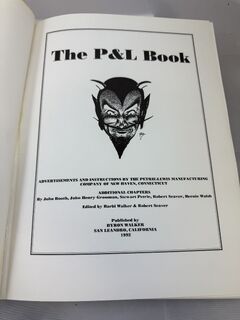 The P&L Book
ADVERTISEMENTS AND INSTRUCTIONS BY THE PETRIE-LEWIS MANUFACTURING
COMPANY OF NEW HAVEN, CONNECTICUT
ADDITIONAL CHAPTERS
By John Booth, John Henry Grossman, Stewart Petrie, Robert Seaver, Bernie Walsh
Edited by Barbi Walker & Robert Seaver
Published by
BYRON WALKER
SAN LEANDRO, CALIFORNIA
1992